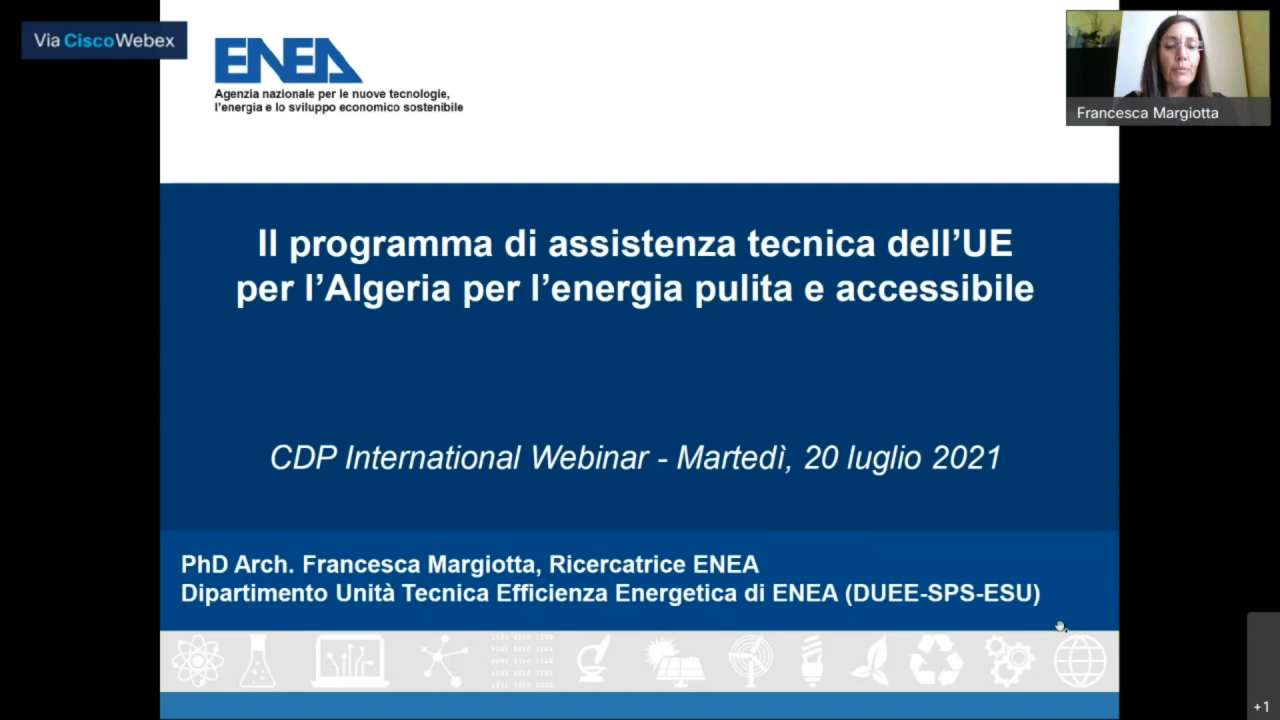 Via CiscoWebex
ENEA
Agenzia nazionale per le nuove tecnologie,
l'energia e lo sviluppo economico sostenibile
Francesca Margiotta
Il programma di assistenza tecnica dell'UE
per l'Algeria per l'energia pulita e accessibile
CDP International Webinar - Martedì, 20 luglio 2021
PhD Arch. Francesca Margiotta, Ricercatrice ENEA
Dipartimento Unità Tecnica Efficienza Energetica di ENEA (DUEE-SPS-ESU)
+1